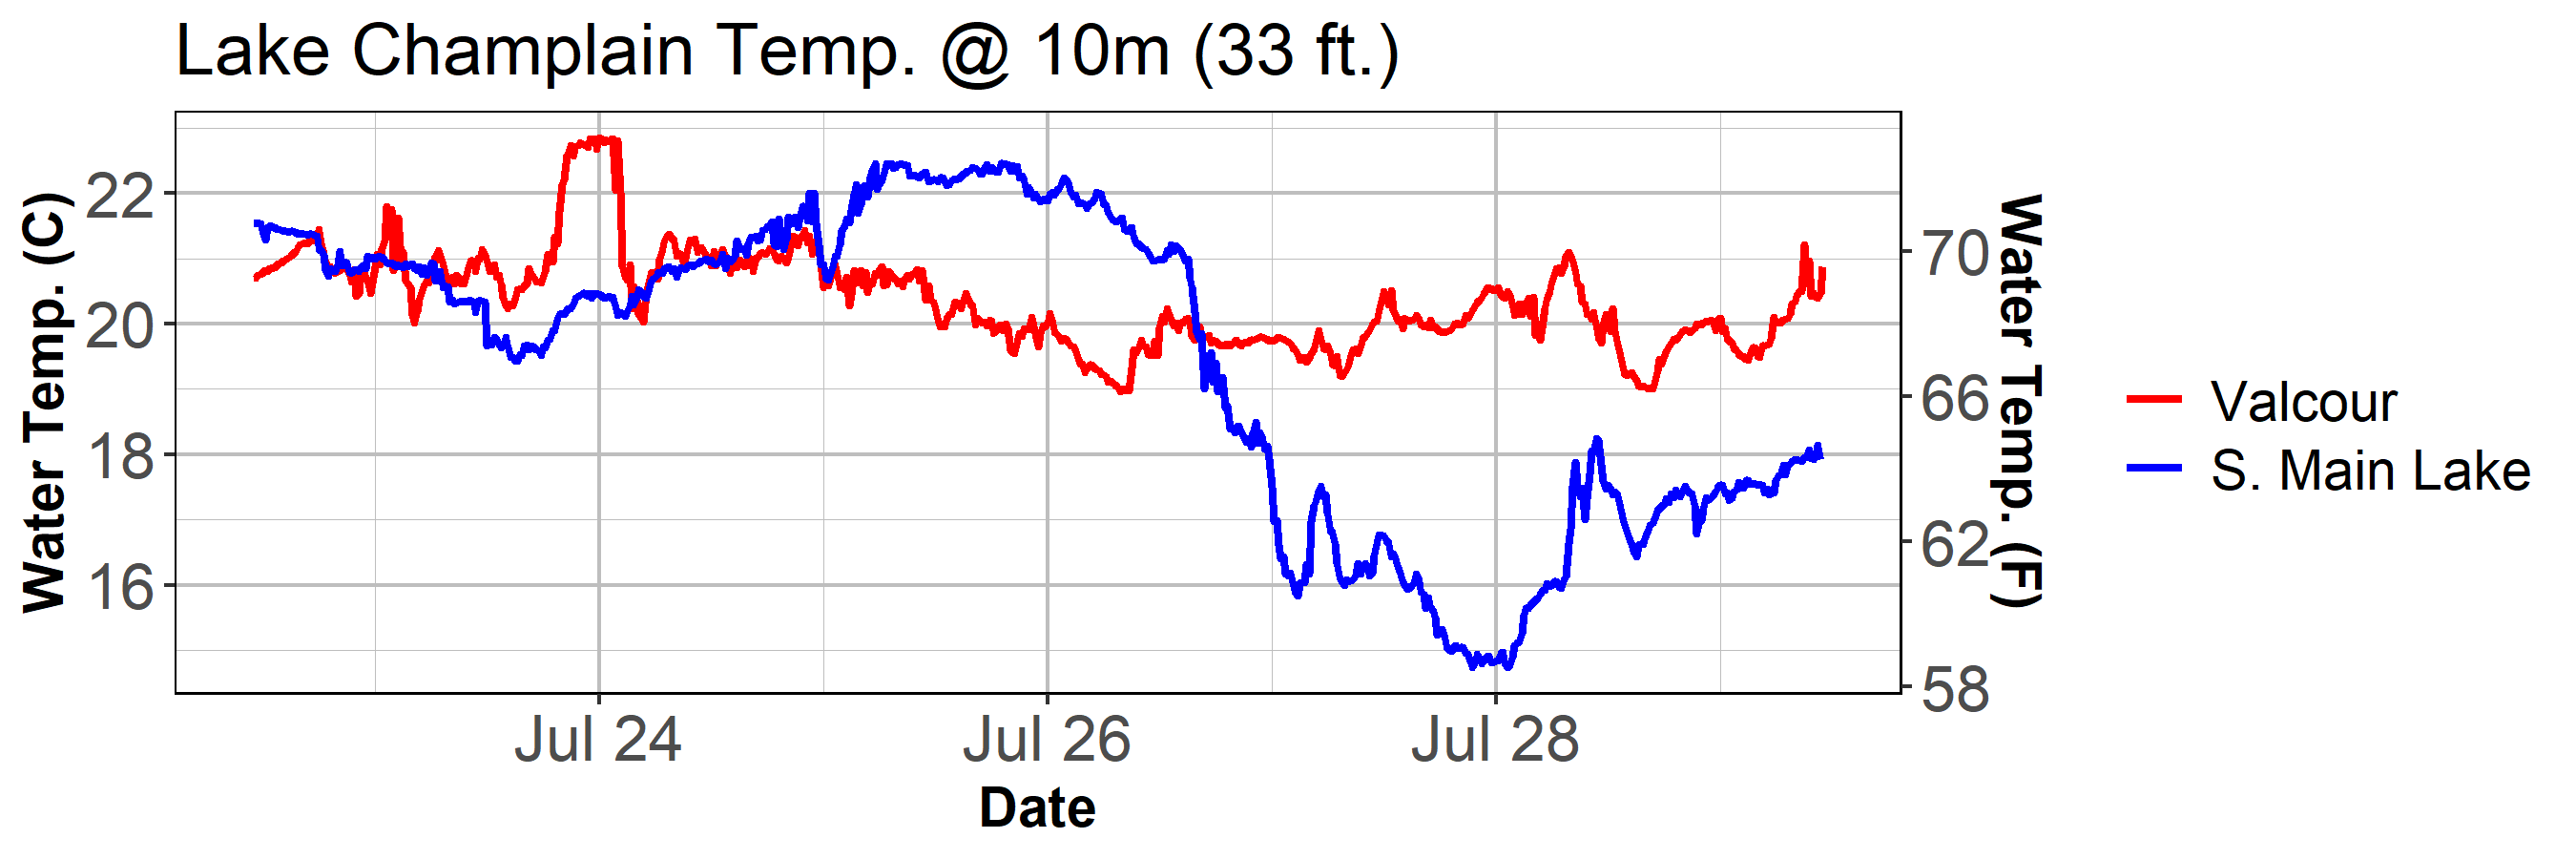 Lake Champlain Temp. @ 10m (33 ft.)
Water Temp. (C)
22
20
18
16
70
66
62
58
Water Temp. (F)
Jul 24
Jul 26
Jul 28
Date
Valcour
S. Main Lake